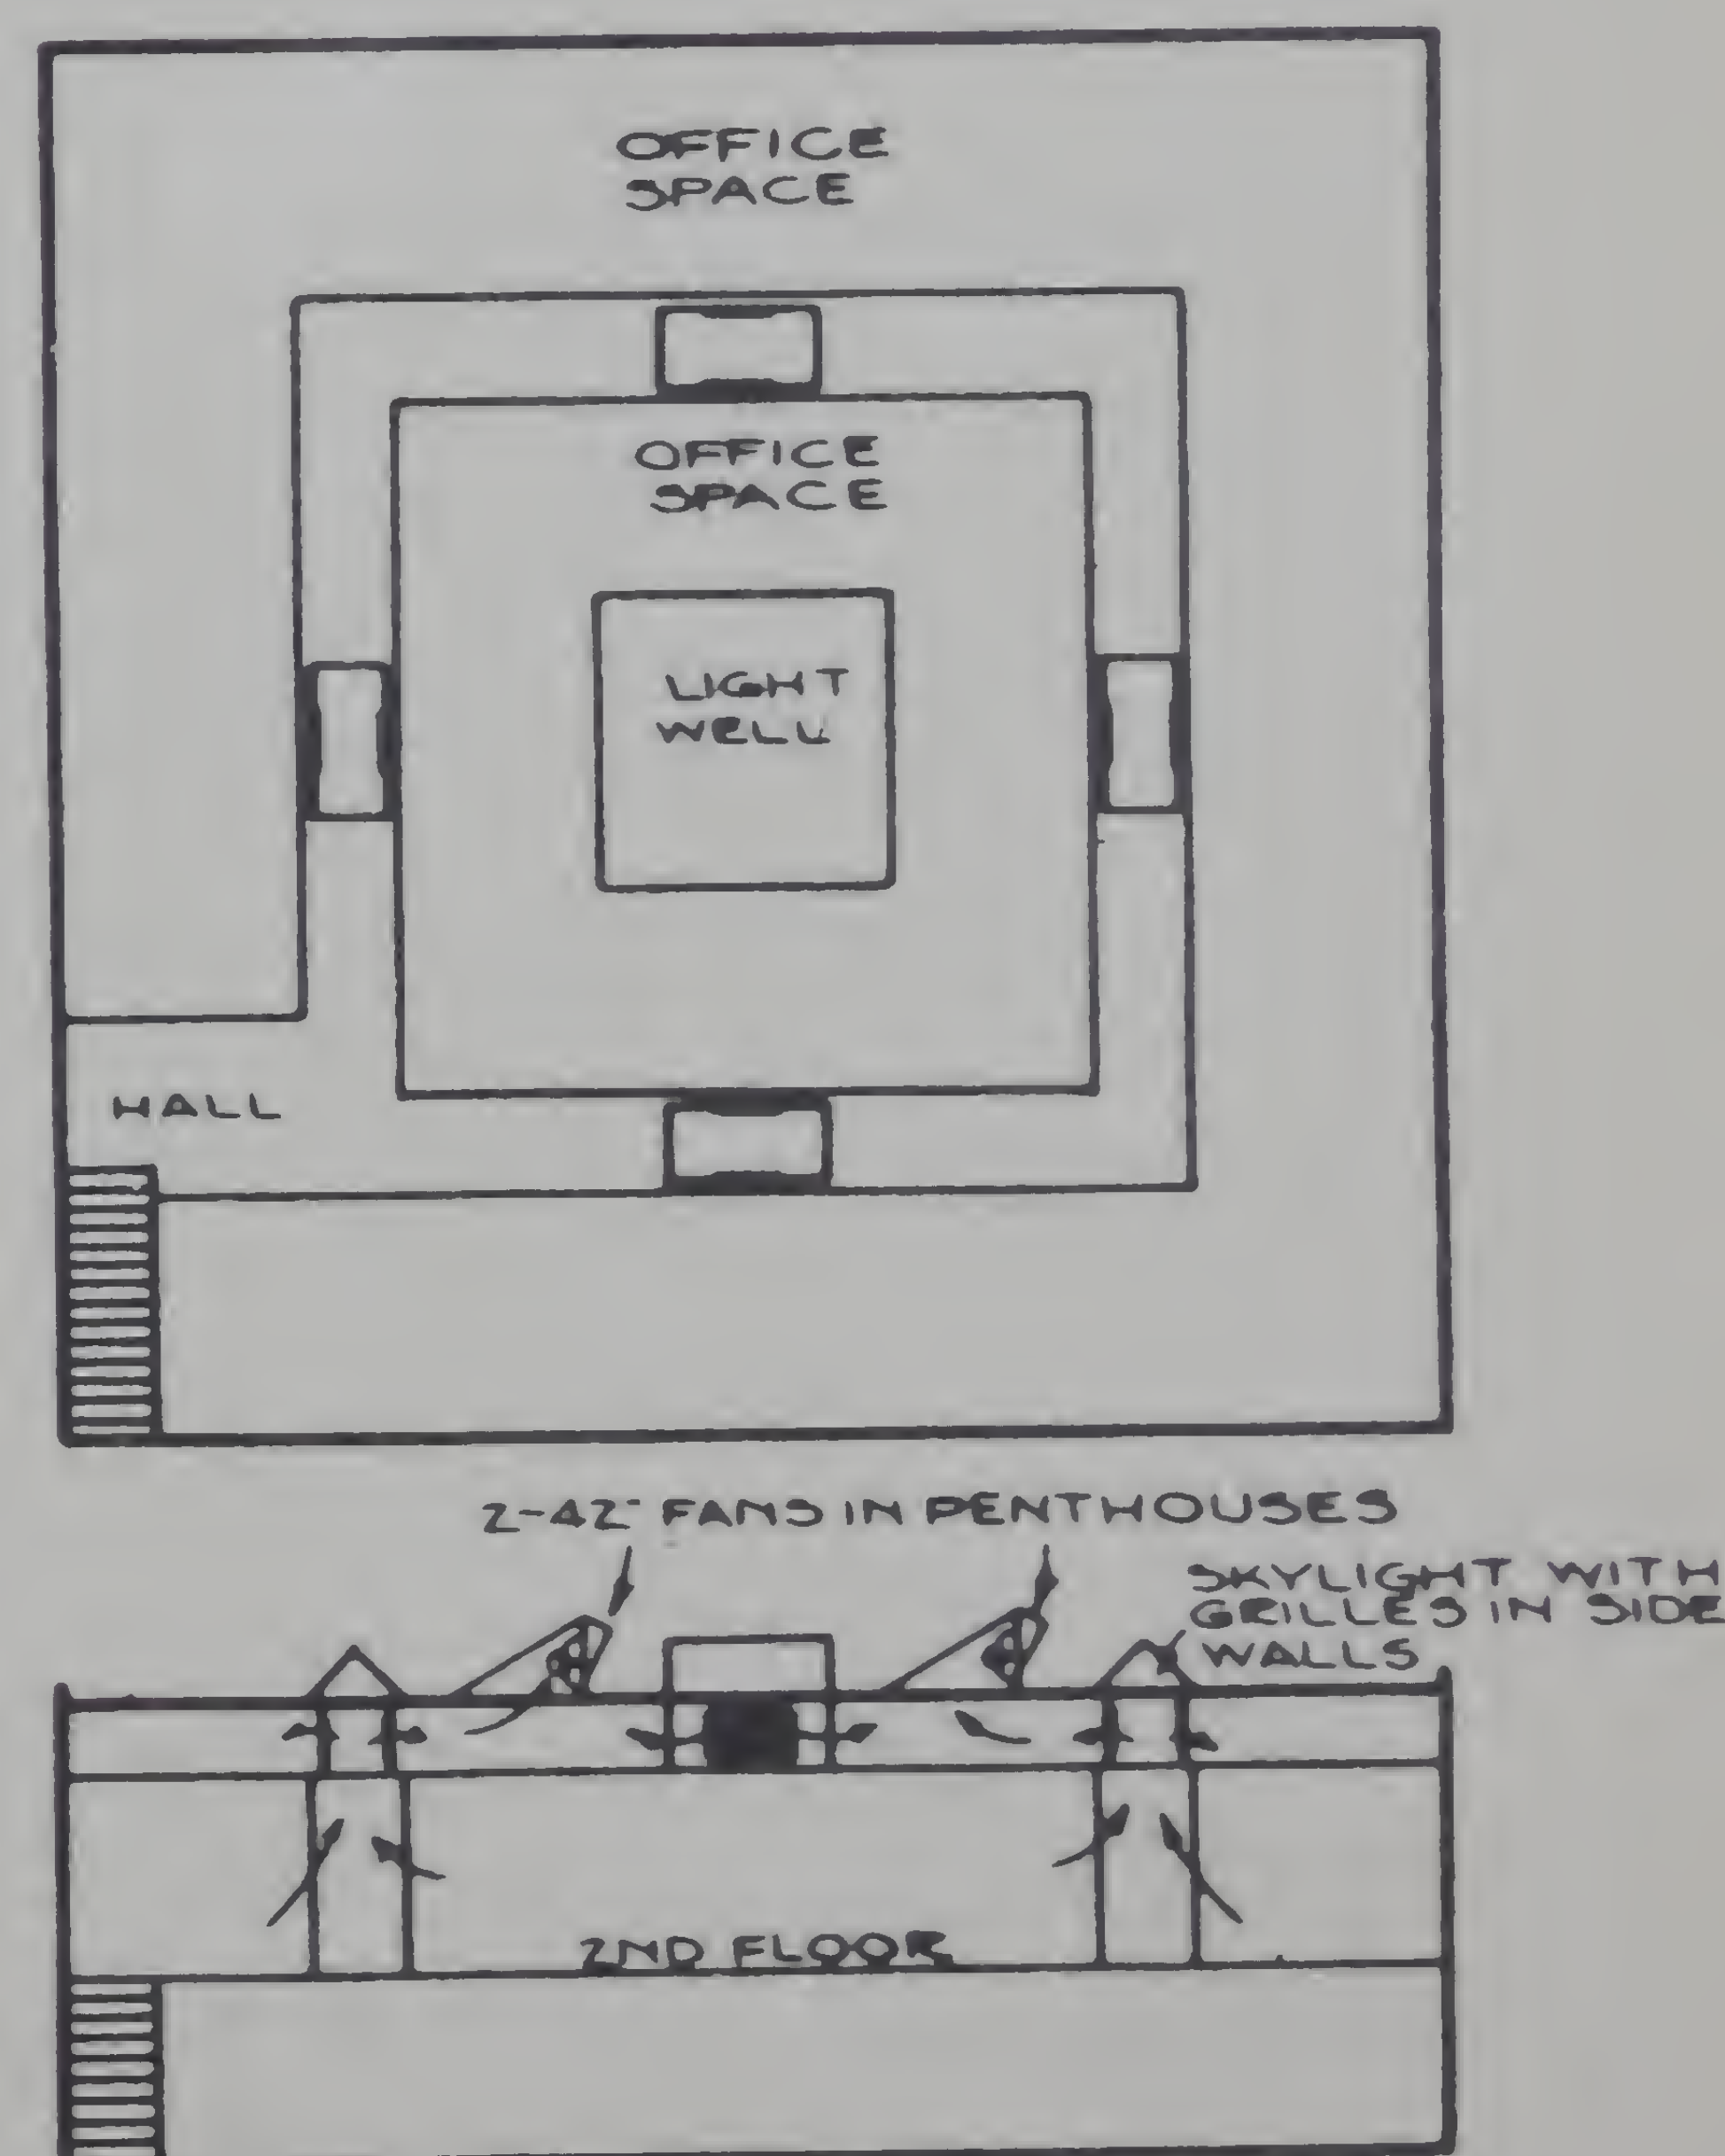 OFFICE
SPACE
OFFICE
SPACE
LIGHT
WELL
HALL
2-42" FANS IN PENTHOUSES
SKYLIGHT WITH
GRILLES IN SIDE
WALLS
2ND FLOOR